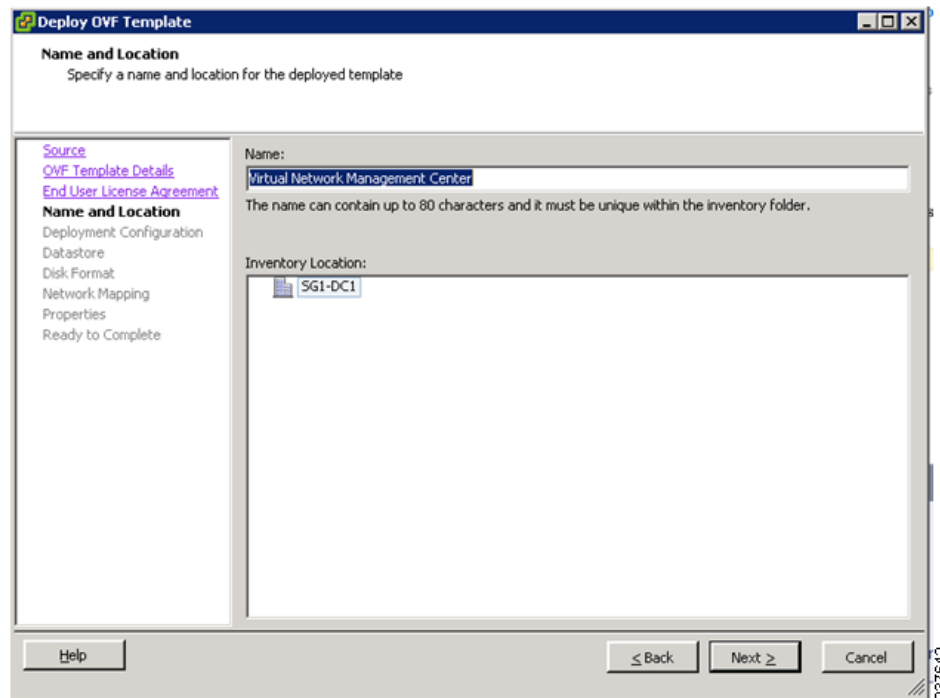 Deploy OVF Template
Name and Location
Specify a name and location for the deployed template
Source
OVF Template Details
End User License Agreement
Name and Location
Deployment Configuration
Datastore
Disk Format
Network Mapping
Properties
Ready to Complete
Name:
Virtual Network Management Center
The name can contain up to 80 characters and it must be unique within the inventory folder.
Inventory Location:
SG1-DC1
Help
< Back
Next >
Cancel